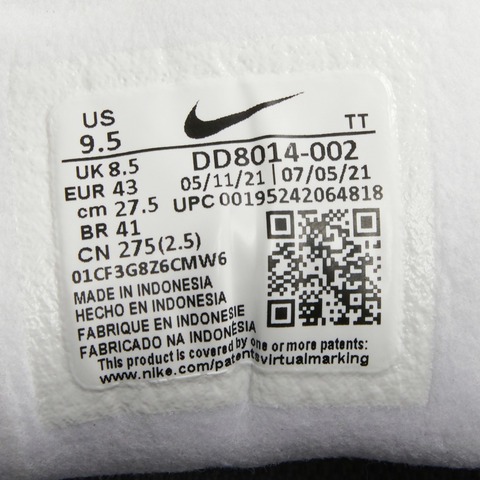 US
9.5
TT
UK 8.5
DD8014-002
EUR 43
05/11/21 | 07/05/21
cm 27.5
UPC 00195242064818
BR 41
CN 275(2.5)
01CF3G8Z6CMW6
MADE IN INDONESIA
HECHO EN INDONESIA
FABRIQUE EN INDONESIE
FABRICADO NA INDONÉSIA
This product is covered by one or more patents:
www.nike.com/patentsvirtualmarking